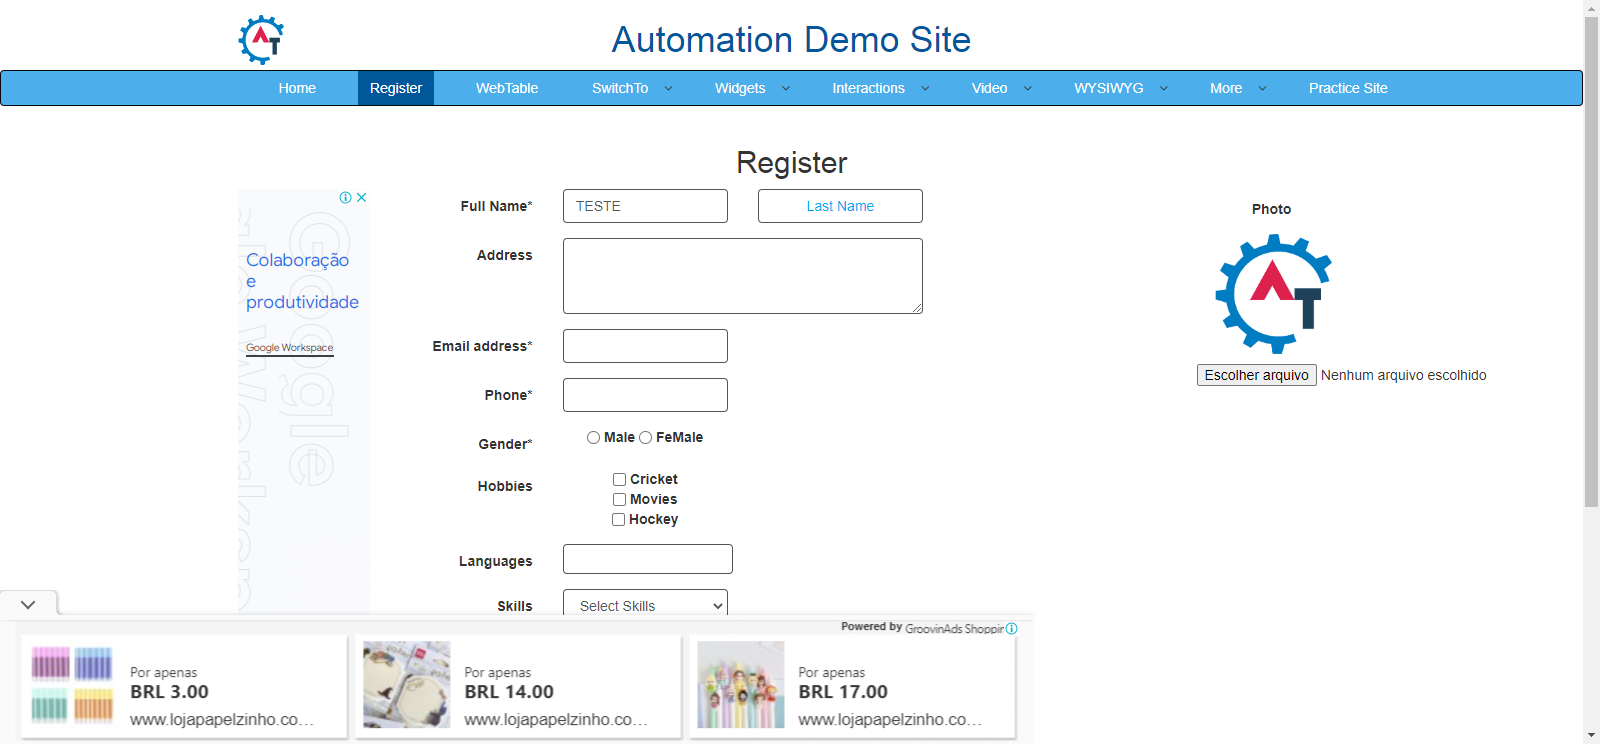 AT
Automation Demo Site
Home Register WebTable SwitchTo Widgets Interactions Video WYSIWYG More Practice Site
Register
Colaboração
e
produtividade
Google Workspace
Full Name* TESTE Last Name
Address
Email address*
Phone*
Gender* Male FeMale
Hobbies Cricket
Movies
Hockey
Languages
Skills Select Skills
Photo
AT
Escolher arquivo Nenhum arquivo escolhido
Powered by GroovinAds Shoppin
Por apenas
BRL 3.00
www.lojapapelzinho.co...
Por apenas
BRL 14.00
www.lojapapelzinho.co...
Por apenas
BRL 17.00
www.lojapapelzinho.co...